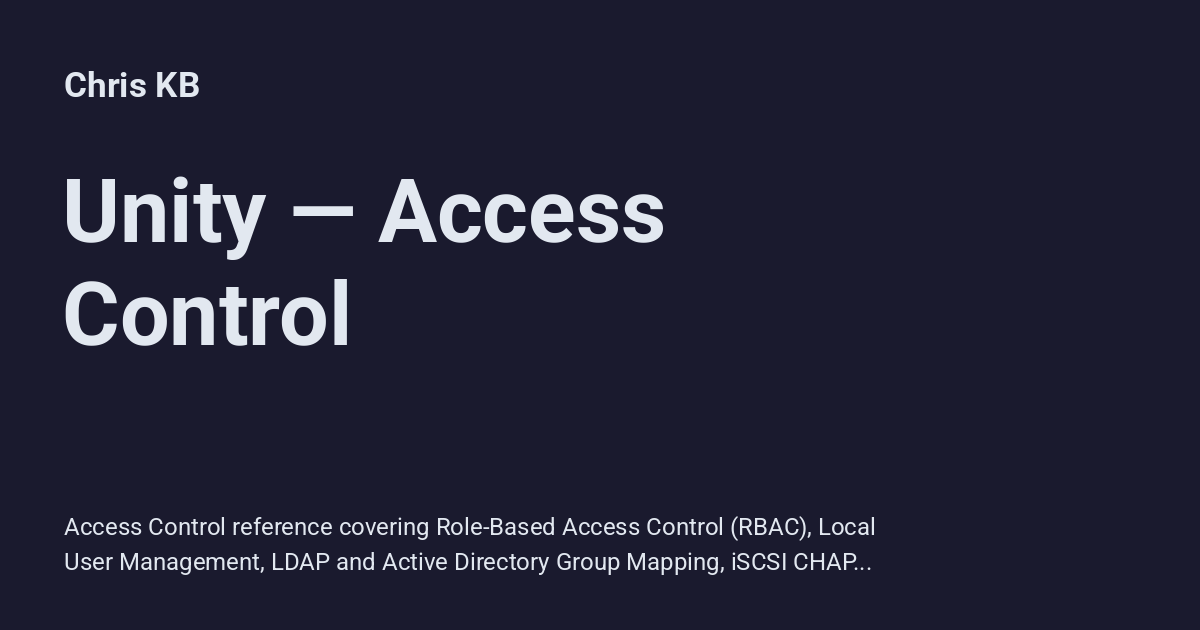 Chris KB
Unity — Access
Control
Access Control reference covering Role-Based Access Control (RBAC), Local
User Management, LDAP and Active Directory Group Mapping, iSCSI CHAP...